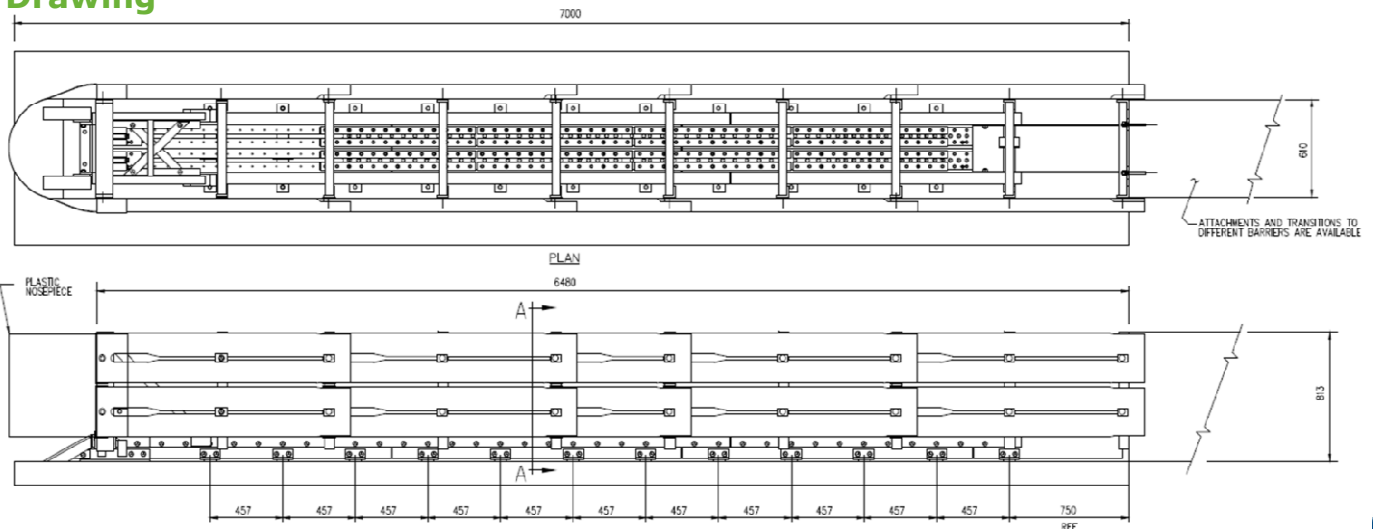 Drawing
7000
610
ATTACHMENTS AND TRANSITIONS TO
DIFFERENT BARRIERS ARE AVAILABLE
PLAN
PLASTIC
NOSEPIECE
6480
A
813
A
457 457 457 457 457 457 457 457 457 457 457 750
REF